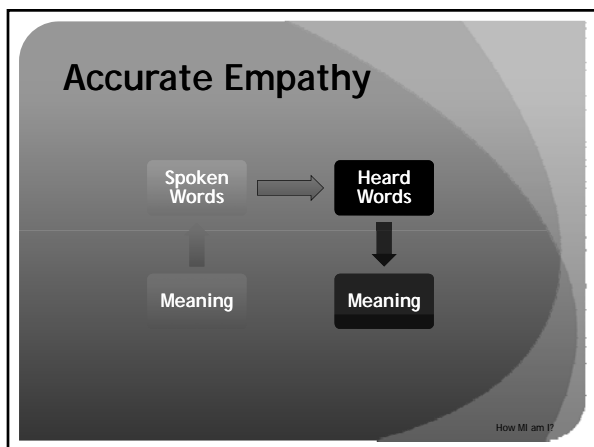 Accurate Empathy
Spoken
Words
Heard
Words
Meaning
Meaning
How MI am I?